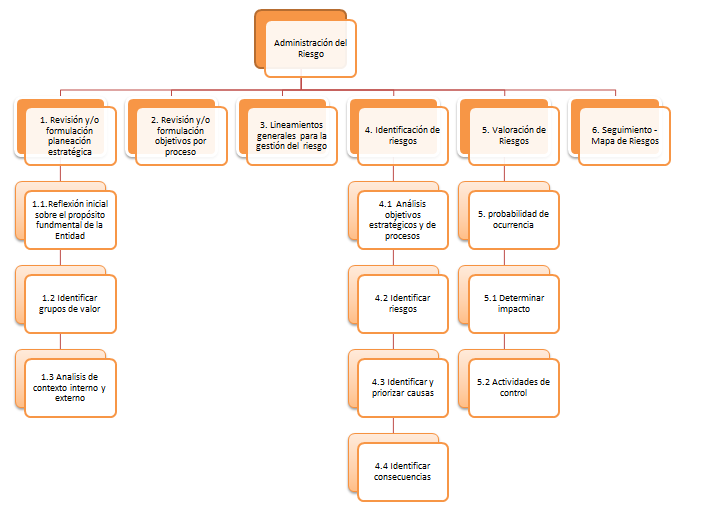 Administración del
Riesgo
1. Revisión y/o
formulación
planeación
estratégica
2. Revisión y/o
formulación
objetivos por
proceso
3. Lineamientos
generales para la
gestión del riesgo
4. Identificación de
riesgos
5. Valoración de
Riesgos
6. Seguimiento -
Mapa de Riesgos
1.1.Reflexión inicial
sobre el propósito
fundmental de la
Entidad
1.2 Identificar
grupos de valor
1.3 Analisis de
contexto interno y
externo
4.1 Análisis
objetivos
estratégicos y de
procesos
4.2 Identificar
riesgos
4.3 Identificar y
priorizar causas
4.4 Identificar
consecuencias
5. probabilidad de
ocurrencia
5.1 Determinar
impacto
5.2 Actividades de
control